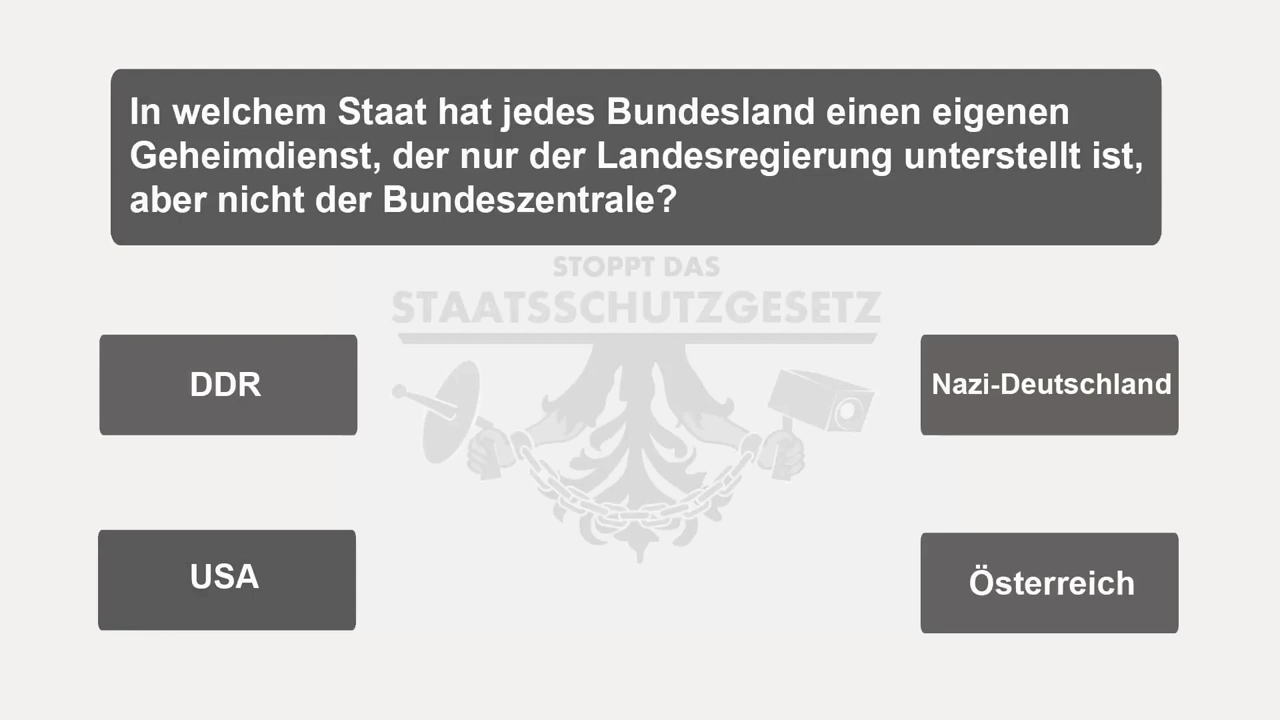 In welchem Staat hat jedes Bundesland einen eigenen
Geheimdienst, der nur der Landesregierung unterstellt ist,
aber nicht der Bundeszentrale?
STOPPT DAS
STAATSSCHUTZGESETZ
DDR
Nazi-Deutschland
USA
Österreich